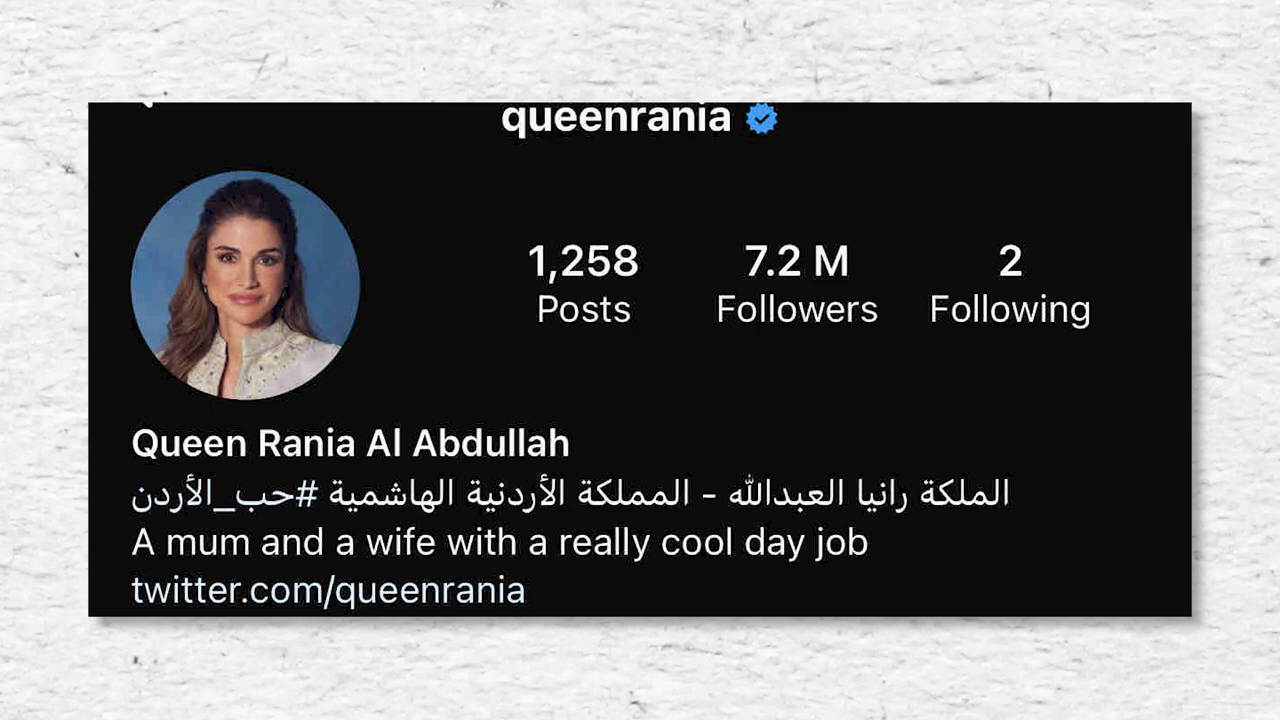 queenrania
1,258 7.2 M 2
Posts Followers Following
Queen Rania Al Abdullah
الملكة رانيا العبدالله - المملكة الأردنية الهاشمية #حب_الأردن
A mum and a wife with a really cool day job
twitter.com/queenrania